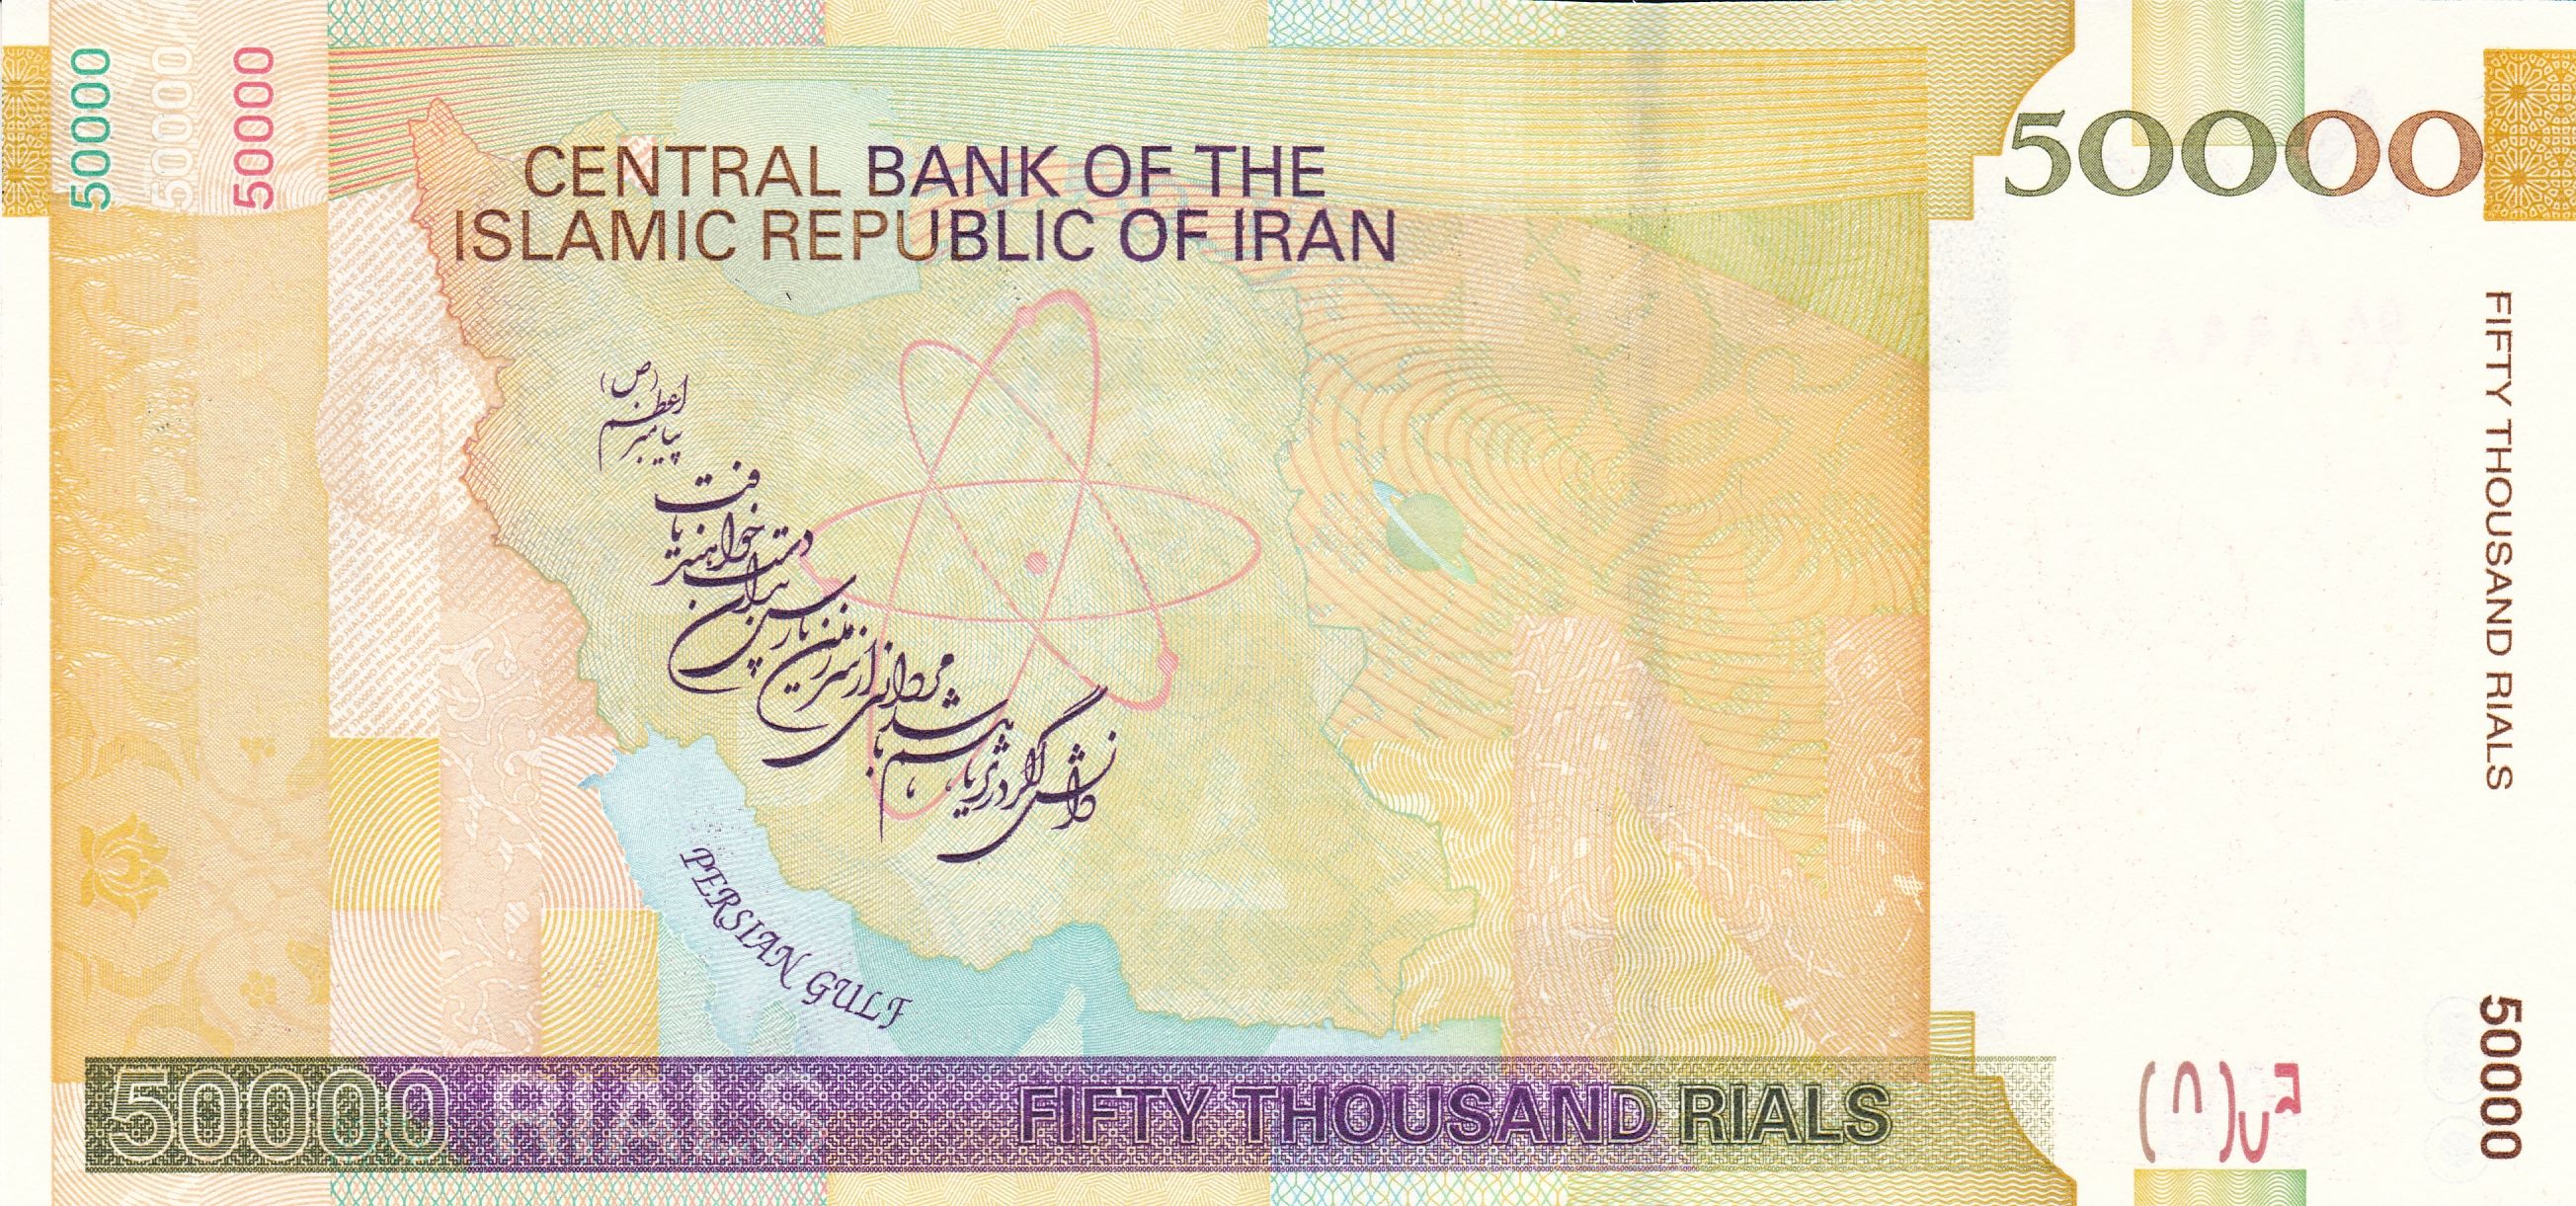 50000
50000
50000
CENTRAL BANK OF THE
ISLAMIC REPUBLIC OF IRAN
50000
دانش اگر در ثریا هم باشد
مردانی از سرزمین پارس
بدان دست خواهند یافت
پیامبر اعظم (ص)
PERSIAN GULF
FIFTY THOUSAND RIALS
50000
50000 RIALS
FIFTY THOUSAND RIALS